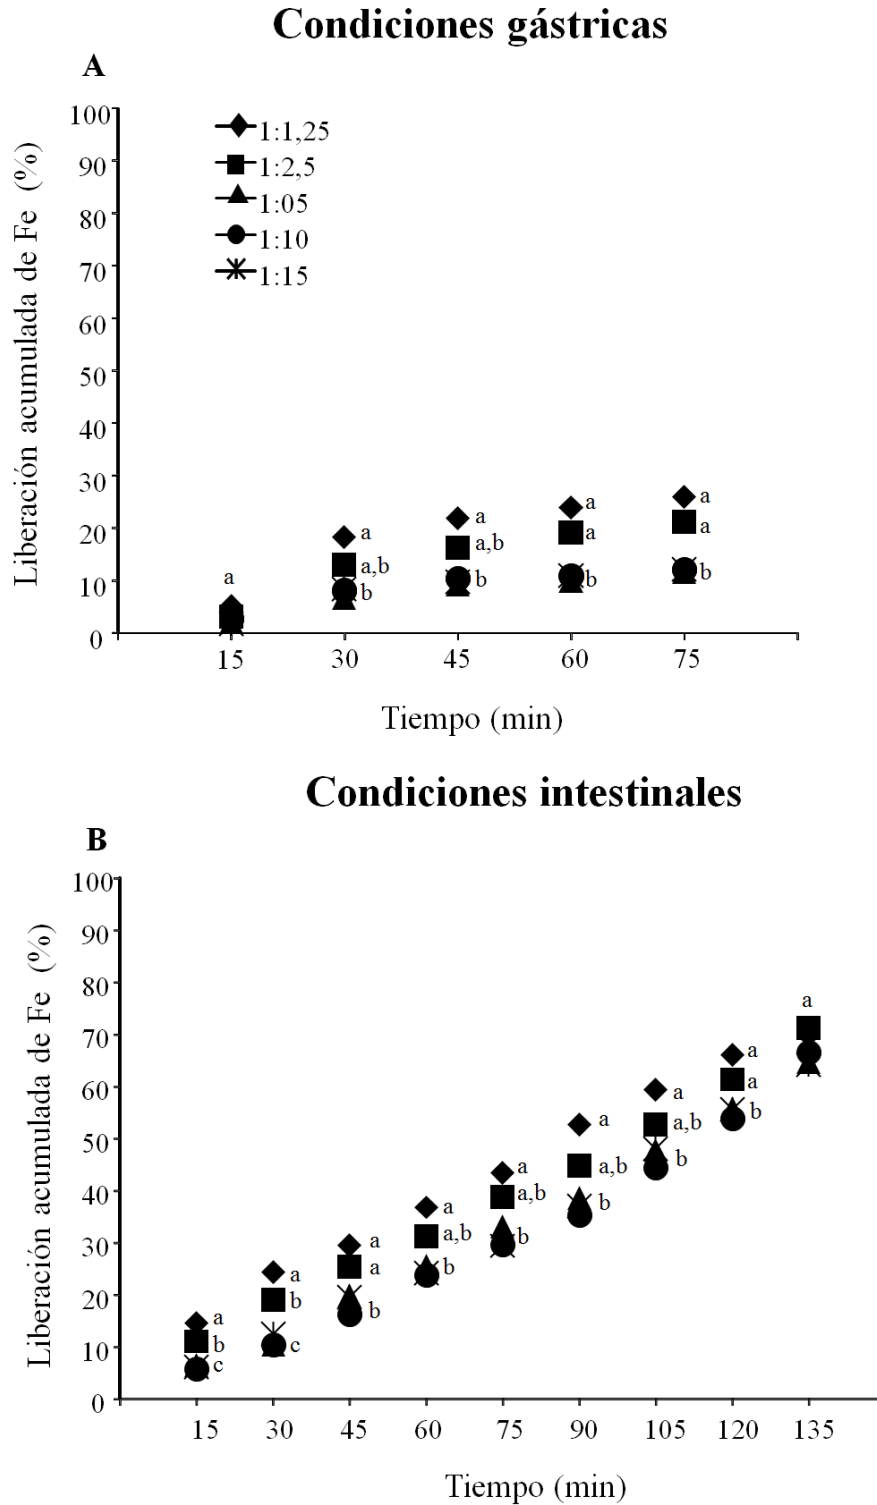 Condiciones gástricas
A
Liberación acumulada de Fe (%)
100
90
80
70
60
50
40
30
20
10
0
1:1,25
1:2,5
1:05
1:10
1:15
a
a
a,b
b
a
a,b
b
a
a
b
a
a
b
15 30 45 60 75
Tiempo (min)
Condiciones intestinales
B
Liberación acumulada de Fe (%)
100
90
80
70
60
50
40
30
20
10
0
a
b
c
a
b
c
a
a
b
a
a,b
b
a
a,b
b
a
a,b
b
a
a,b
b
a
a
b
a
15 30 45 60 75 90 105 120 135
Tiempo (min)